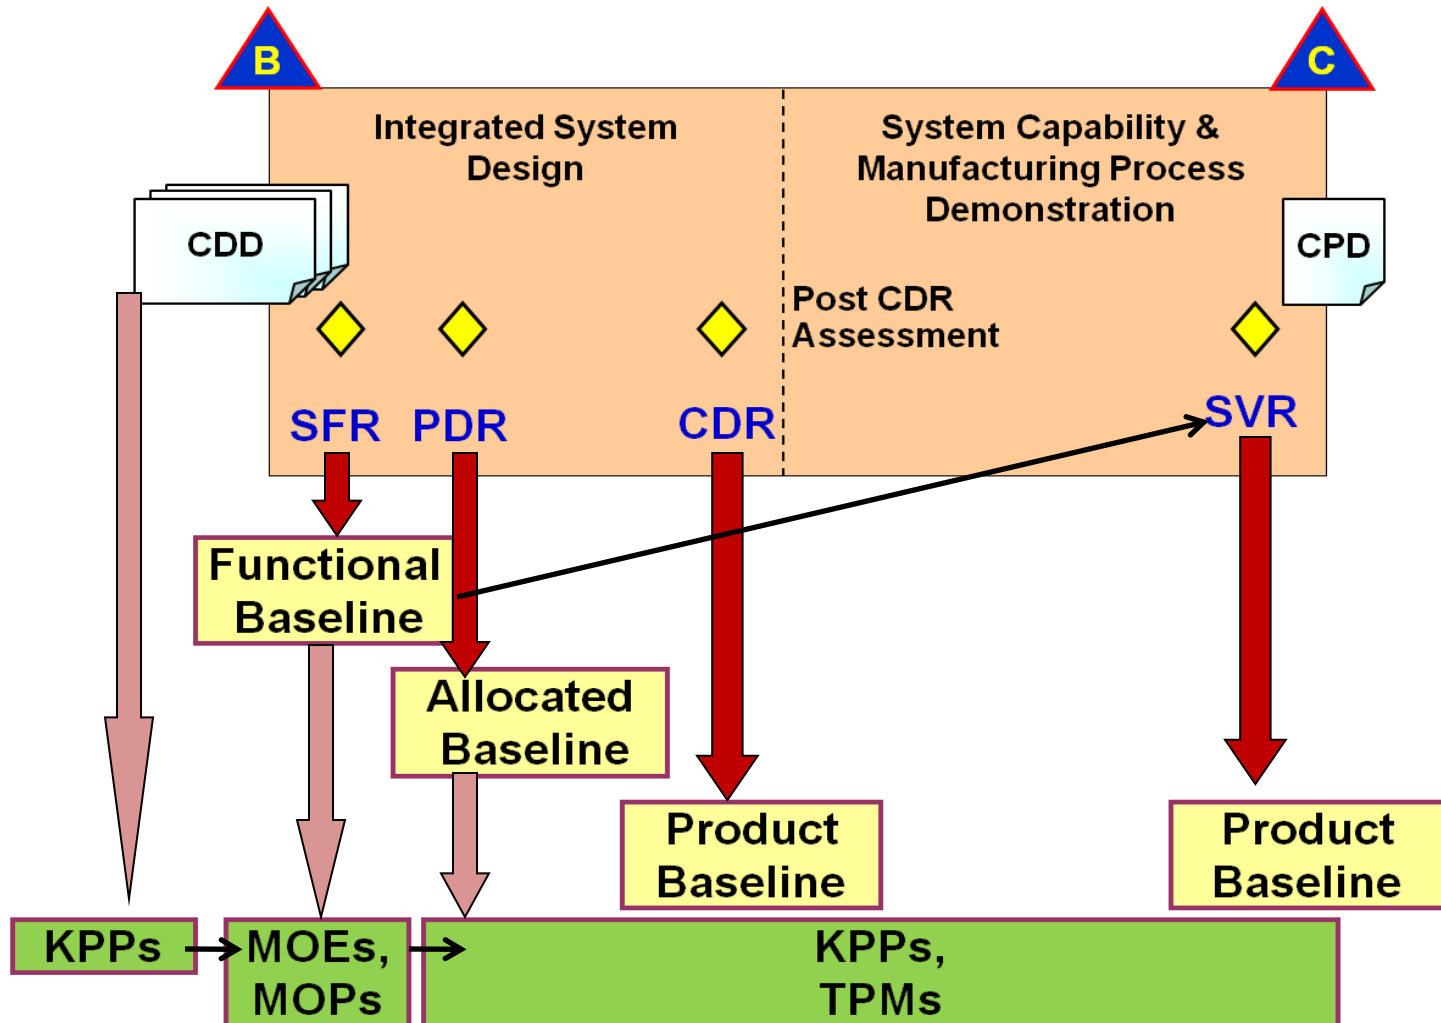 B
C
Integrated System
Design
System Capability &
Manufacturing Process
Demonstration
CDD
CPD
Post CDR
Assessment
SFR
PDR
CDR
SVR
Functional
Baseline
Allocated
Baseline
Product
Baseline
Product
Baseline
KPPs
MOEs,
MOPs
KPPs,
TPMs